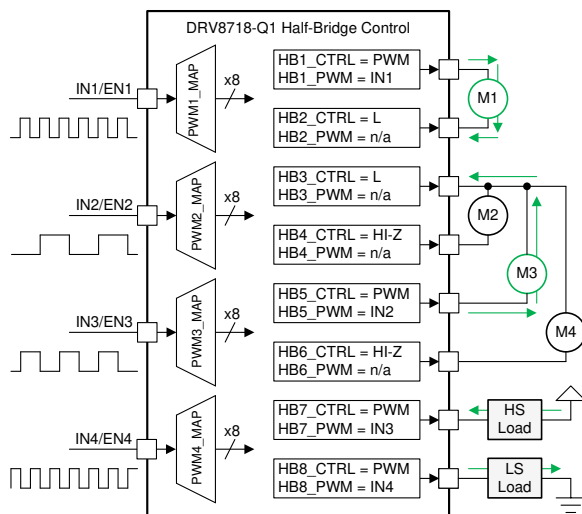 DRV8718-Q1 Half-Bridge Control
IN1/EN1
PWM1_MAP
x8
HB1_CTRL = PWM
HB1_PWM = IN1
M1
HB2_CTRL = L
HB2_PWM = n/a
IN2/EN2
PWM2_MAP
x8
HB3_CTRL = L
HB3_PWM = n/a
M2
HB4_CTRL = HI-Z
HB4_PWM = n/a
M3
IN3/EN3
PWM3_MAP
x8
HB5_CTRL = PWM
HB5_PWM = IN2
M4
HB6_CTRL = HI-Z
HB6_PWM = n/a
IN4/EN4
PWM4_MAP
x8
HB7_CTRL = PWM
HB7_PWM = IN3
HS
Load
HB8_CTRL = PWM
HB8_PWM = IN4
LS
Load